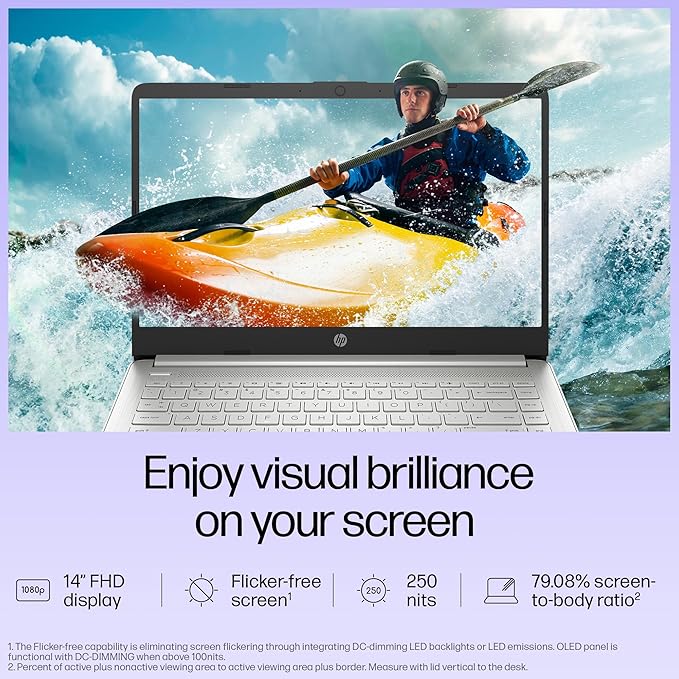 hp
Enjoy visual brilliance
on your screen
1080p
14” FHD
display
Flicker-free
screen¹
250
250
nits
79.08% screen-
to-body ratio²
1. The Flicker-free capability is eliminating screen flickering through integrating DC-dimming LED backlights or LED emissions. OLED panel is
functional with DC-DIMMING when above 100nits.
2. Percent of active plus nonactive viewing area to active viewing area plus border. Measure with lid vertical to the desk.